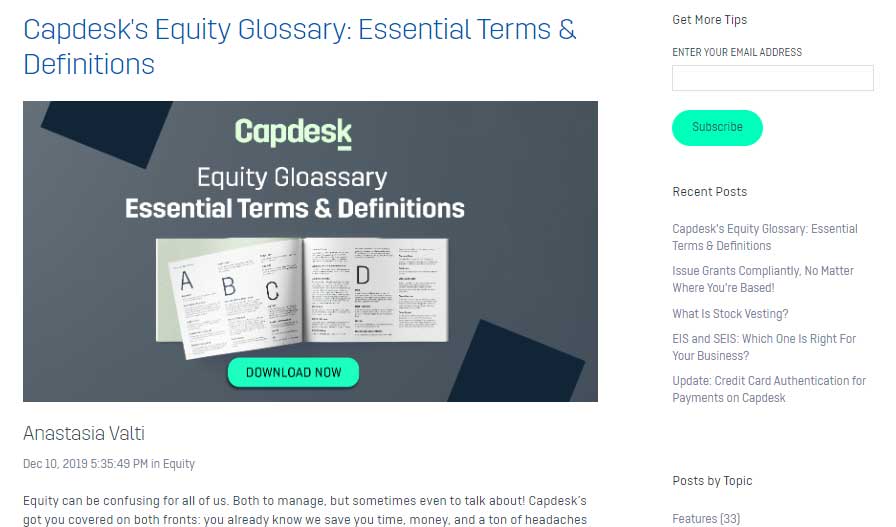 Capdesk's Equity Glossary: Essential Terms &
Definitions
Capdesk
Equity Gloassary
Essential Terms & Definitions
A
B
C
D
DOWNLOAD NOW
Anastasia Valti
Dec 10, 2019 5:35:49 PM in Equity
Equity can be confusing for all of us. Both to manage, but sometimes even to talk about! Capdesk's
got you covered on both fronts: you already know we save you time, money, and a ton of headaches
Get More Tips
ENTER YOUR EMAIL ADDRESS
Subscribe
Recent Posts
Capdesk's Equity Glossary: Essential
Terms & Definitions
Issue Grants Compliantly, No Matter
Where You're Based!
What Is Stock Vesting?
EIS and SEIS: Which One Is Right For
Your Business?
Update: Credit Card Authentication for
Payments on Capdesk
Posts by Topic
Features (33)